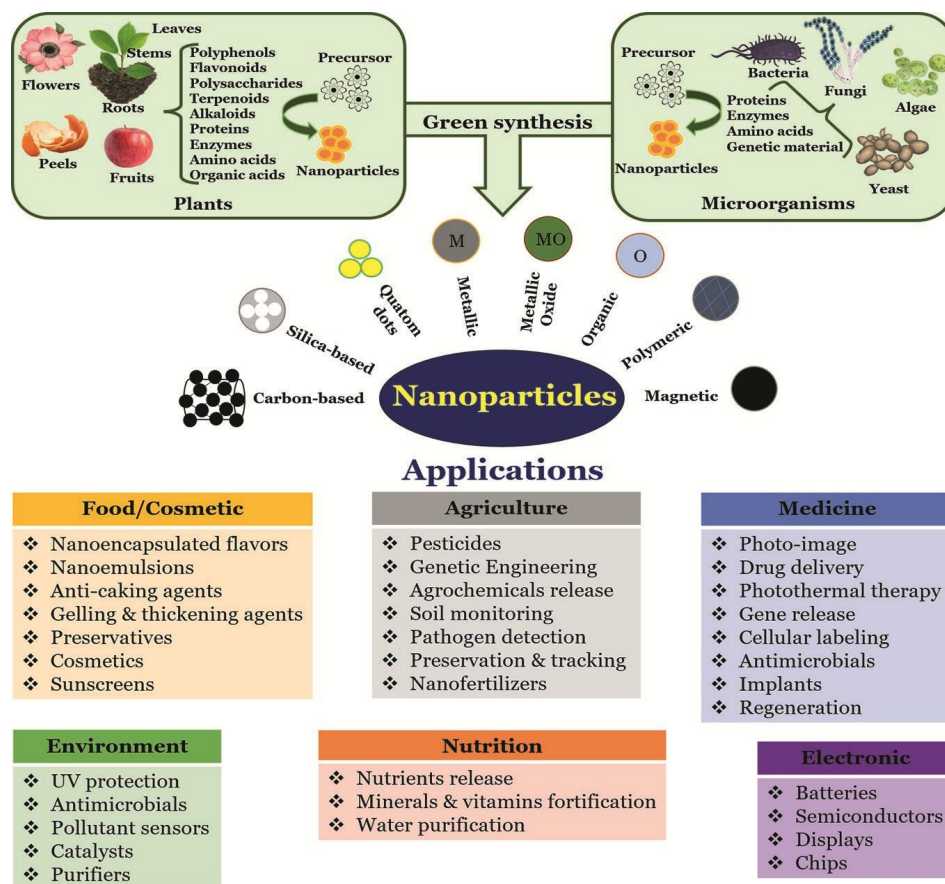 Leaves
Stems
Flowers
Roots
Peels
Fruits
Polyphenols
Flavonoids
Polysaccharides
Terpenoids
Alkaloids
Proteins
Enzymes
Amino acids
Organic acids
Precursor
Nanoparticles
Plants
Green synthesis
Precursor
Nanoparticles
Bacteria
Fungi
Algae
Yeast
Proteins
Enzymes
Amino acids
Genetic material
Microorganisms
Carbon-based
Silica-based
Quatom
dots
M
Metallic
MO
Metallic
Oxide
O
Organic
Polymeric
Magnetic
Nanoparticles
Applications
Food/Cosmetic
❖ Nanoencapsulated flavors
❖ Nanoemulsions
❖ Anti-caking agents
❖ Gelling & thickening agents
❖ Preservatives
❖ Cosmetics
❖ Sunscreens
Agriculture
❖ Pesticides
❖ Genetic Engineering
❖ Agrochemicals release
❖ Soil monitoring
❖ Pathogen detection
❖ Preservation & tracking
❖ Nanofertilizers
Medicine
❖ Photo-image
❖ Drug delivery
❖ Photothermal therapy
❖ Gene release
❖ Cellular labeling
❖ Antimicrobials
❖ Implants
❖ Regeneration
Environment
❖ UV protection
❖ Antimicrobials
❖ Pollutant sensors
❖ Catalysts
❖ Purifiers
Nutrition
❖ Nutrients release
❖ Minerals & vitamins fortification
❖ Water purification
Electronic
❖ Batteries
❖ Semiconductors
❖ Displays
❖ Chips